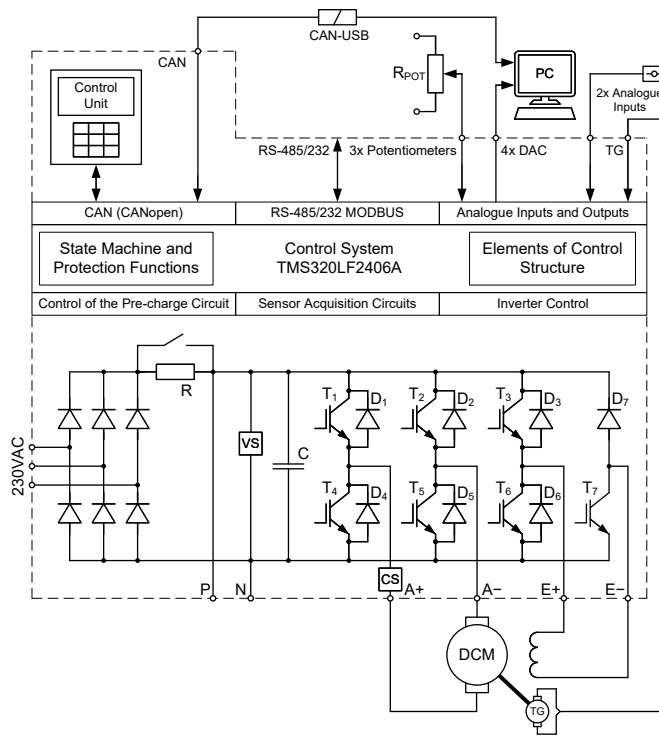 CAN-USB
CAN
Control
Unit
RPOT
PC
2x Analogue
Inputs
RS-485/232
3x Potentiometers
4x DAC
TG
CAN (CANopen)
RS-485/232 MODBUS
Analogue Inputs and Outputs
State Machine and
Protection Functions
Control System
TMS320LF2406A
Elements of Control
Structure
Control of the Pre-charge Circuit
Sensor Acquisition Circuits
Inverter Control
R
T1
D1
T2
D2
T3
D3
D7
VS
C
230VAC
T4
D4
T5
D5
T6
D6
T7
CS
P
N
A+
A−
E+
E−
DCM
TG